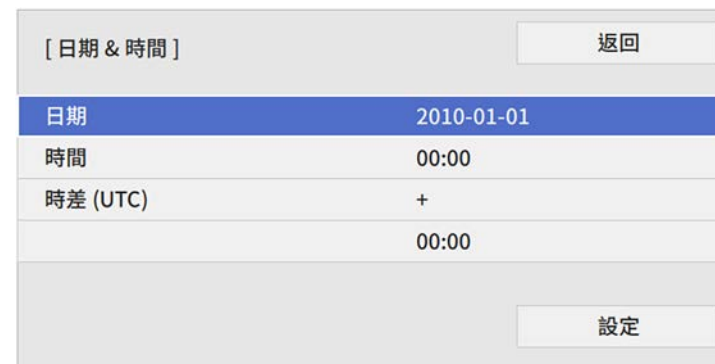 [ 日期 & 時間 ]
返回
日期 2010-01-01
時間 00:00
時差 (UTC) +
00:00
設定